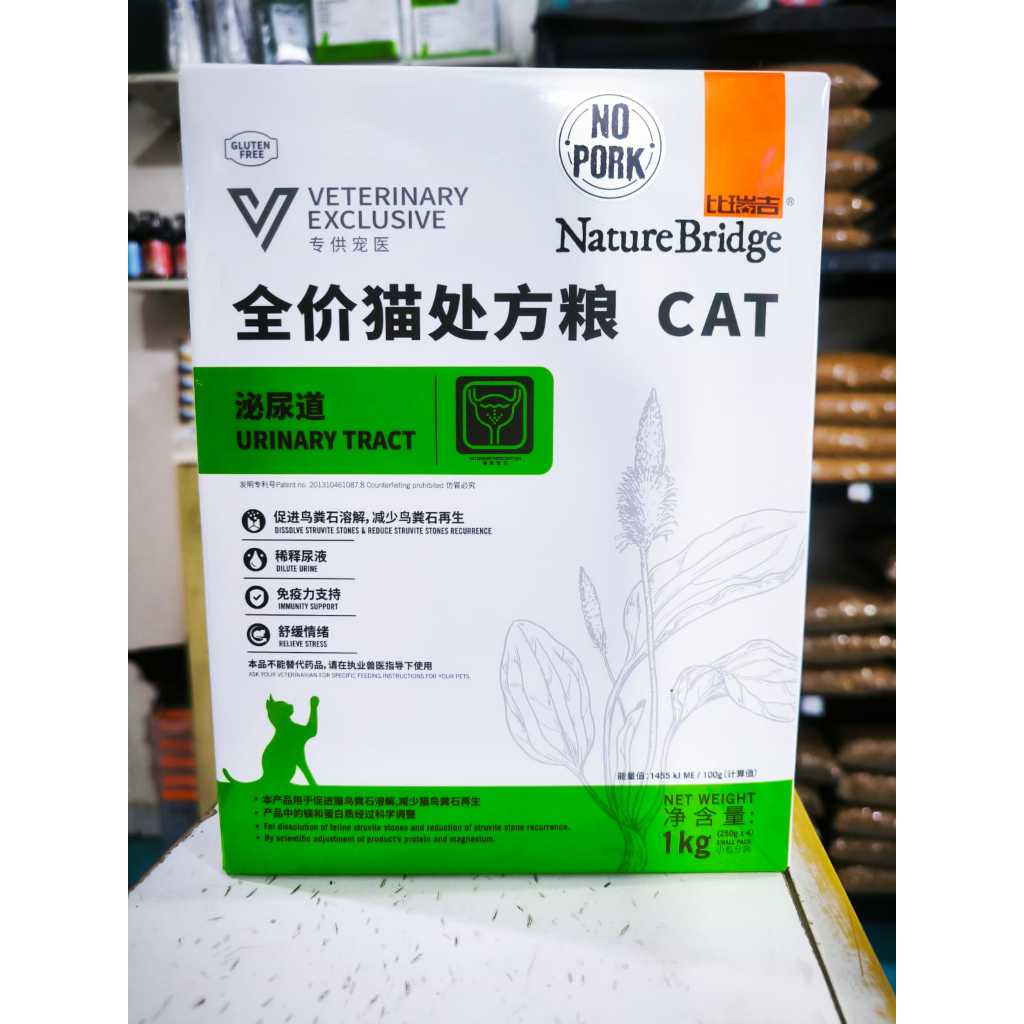 GLUTEN
FREE
NO
PORK
VETERINARY
EXCLUSIVE
专供宠医
比瑞吉®
NatureBridge
全价猫处方粮 CAT
泌尿道
URINARY TRACT
VETERINARY PRESCRIPTION
发明专利号Patent no. 201310461087.8 Counterfeiting prohibited 仿冒必究
促进鸟粪石溶解,减少鸟粪石再生
DISSOLVE STRUVITE STONES & REDUCE STRUVITE STONES RECURRENCE
稀释尿液
DILUTE URINE
免疫力支持
IMMUNITY SUPPORT
舒缓情绪
RELIEVE STRESS
本品不能替代药品,请在执业兽医指导下使用
ASK YOUR VETERINARIAN FOR SPECIFIC FEEDING INSTRUCTIONS FOR YOUR PETS.
能量值:1455 kJ ME / 100g(计算值)
• 本产品用于促进猫鸟粪石溶解,减少猫鸟粪石再生
• 产品中的镁和蛋白质经过科学调整
• For dissolution of feline struvite stones and reduction of struvite stone recurrence.
• By scientific adjustment of product's protein and magnesium.
NET WEIGHT
净含量:
1kg (250g x 4)
SMALL PACK
小包分装